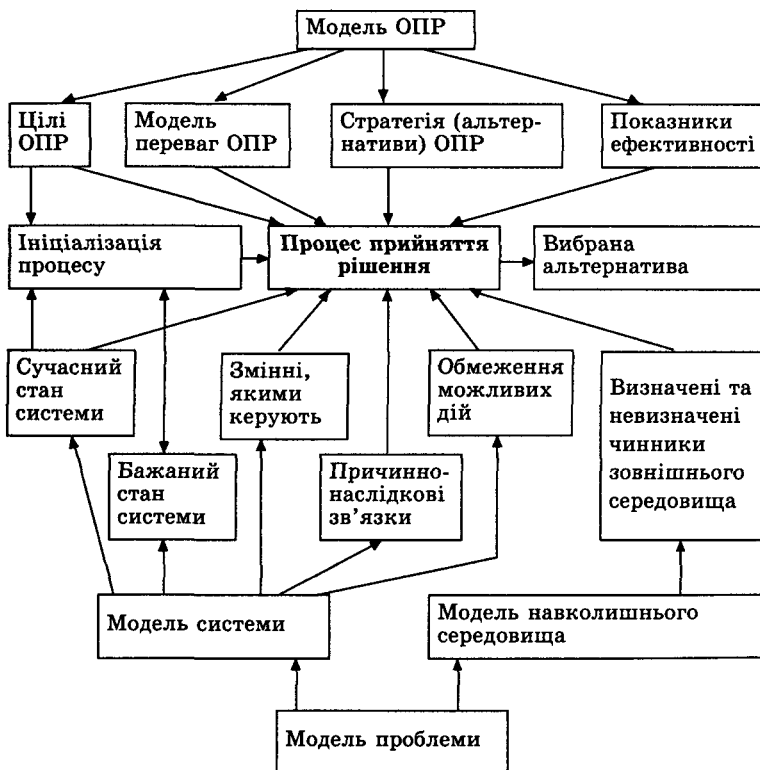 Модель ОПР
Цілі
ОПР
Модель
переваг ОПР
Стратегія (альтер-
нативи) ОПР
Показники
ефективності
Ініціалізація
процесу
Процес прийняття
рішення
Вибрана
альтернатива
Сучасний
стан
системи
Змінні,
якими
керують
Обмеження
можливих
дій
Визначені та
невизначені
чинники
зовнішнього
середовища
Бажаний
стан
системи
Причинно-
наслідкові
зв'язки
Модель системи
Модель навколишнього
середовища
Модель проблеми